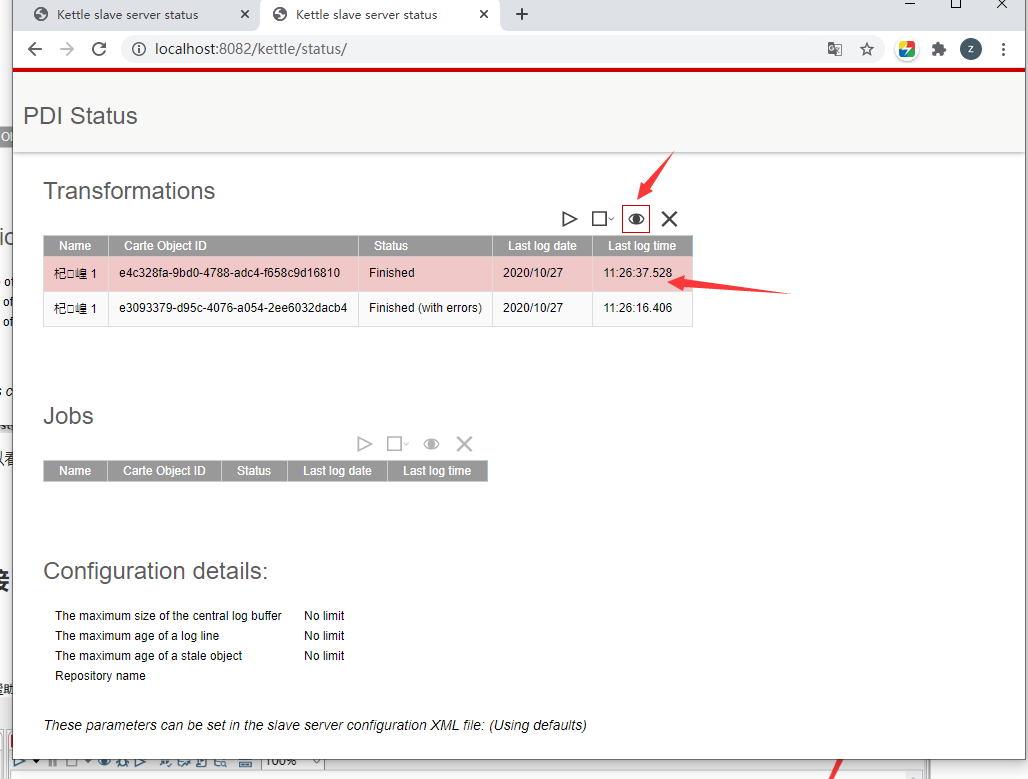 Kettle slave server status
Kettle slave server status
localhost:8082/kettle/status/
z
PDI Status
Transformations
Name Carte Object ID Status Last log date Last log time
杞□崲 1 e4c328fa-9bd0-4788-adc4-f658c9d16810 Finished 2020/10/27 11:26:37.528
杞□崲 1 e3093379-d95c-4076-a054-2ee6032dacb4 Finished (with errors) 2020/10/27 11:26:16.406
Jobs
Name Carte Object ID Status Last log date Last log time
Configuration details:
The maximum size of the central log buffer No limit
The maximum age of a log line No limit
The maximum age of a stale object No limit
Repository name
These parameters can be set in the slave server configuration XML file: (Using defaults)
100%